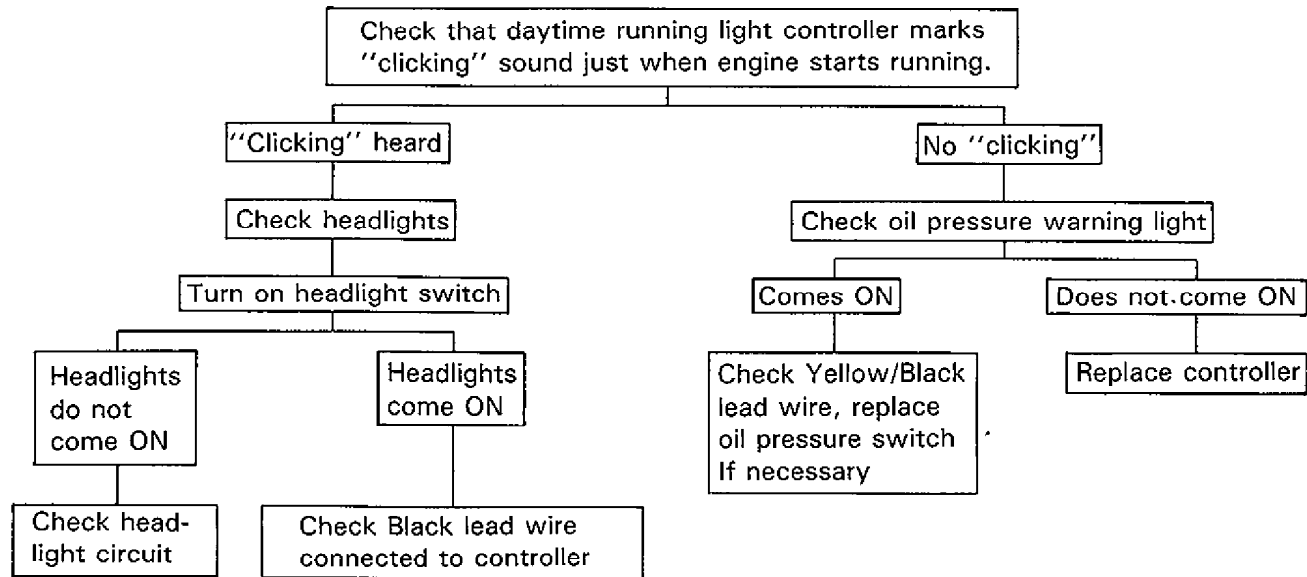 Check that daytime running light controller marks
"clicking" sound just when engine starts running.
"Clicking" heard
No "clicking"
Check headlights
Check oil pressure warning light
Turn on headlight switch
Comes ON
Does not come ON
Headlights
do not
come ON
Headlights
come ON
Check Yellow/Black
lead wire, replace
oil pressure switch
If necessary
Replace controller
Check head-
light circuit
Check Black lead wire
connected to controller